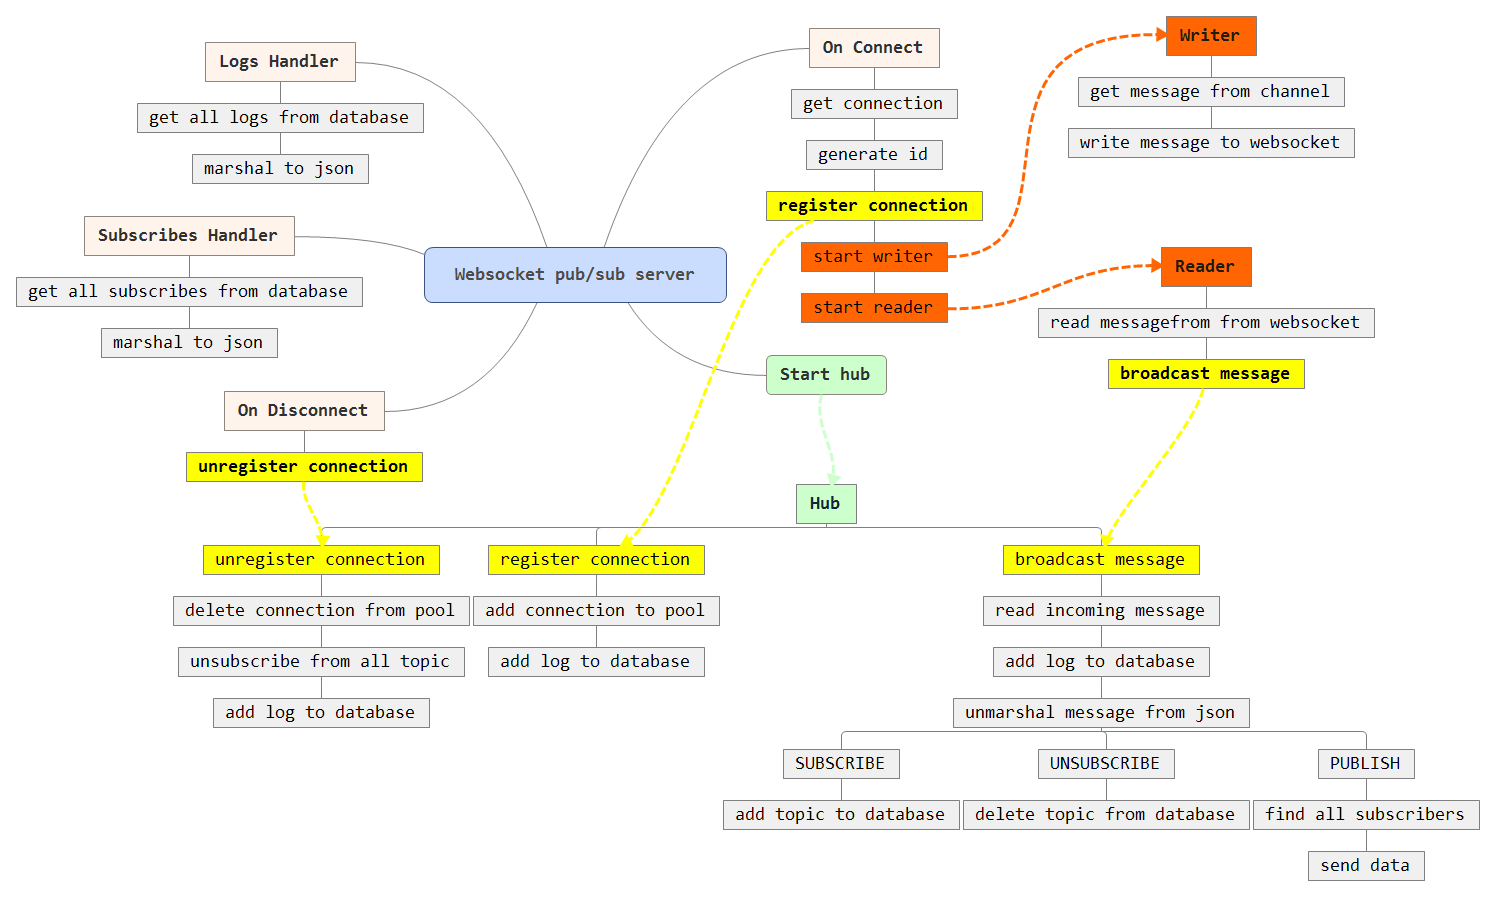 Logs Handler
get all logs from database
marshal to json
Subscribes Handler
get all subscribes from database
marshal to json
Websocket pub/sub server
On Disconnect
unregister connection
On Connect
get connection
generate id
register connection
start writer
start reader
Writer
get message from channel
write message to websocket
Reader
read messagefrom from websocket
broadcast message
Start hub
Hub
unregister connection
delete connection from pool
unsubscribe from all topic
add log to database
register connection
add connection to pool
add log to database
broadcast message
read incoming message
add log to database
unmarshal message from json
SUBSCRIBE
add topic to database
UNSUBSCRIBE
delete topic from database
PUBLISH
find all subscribers
send data